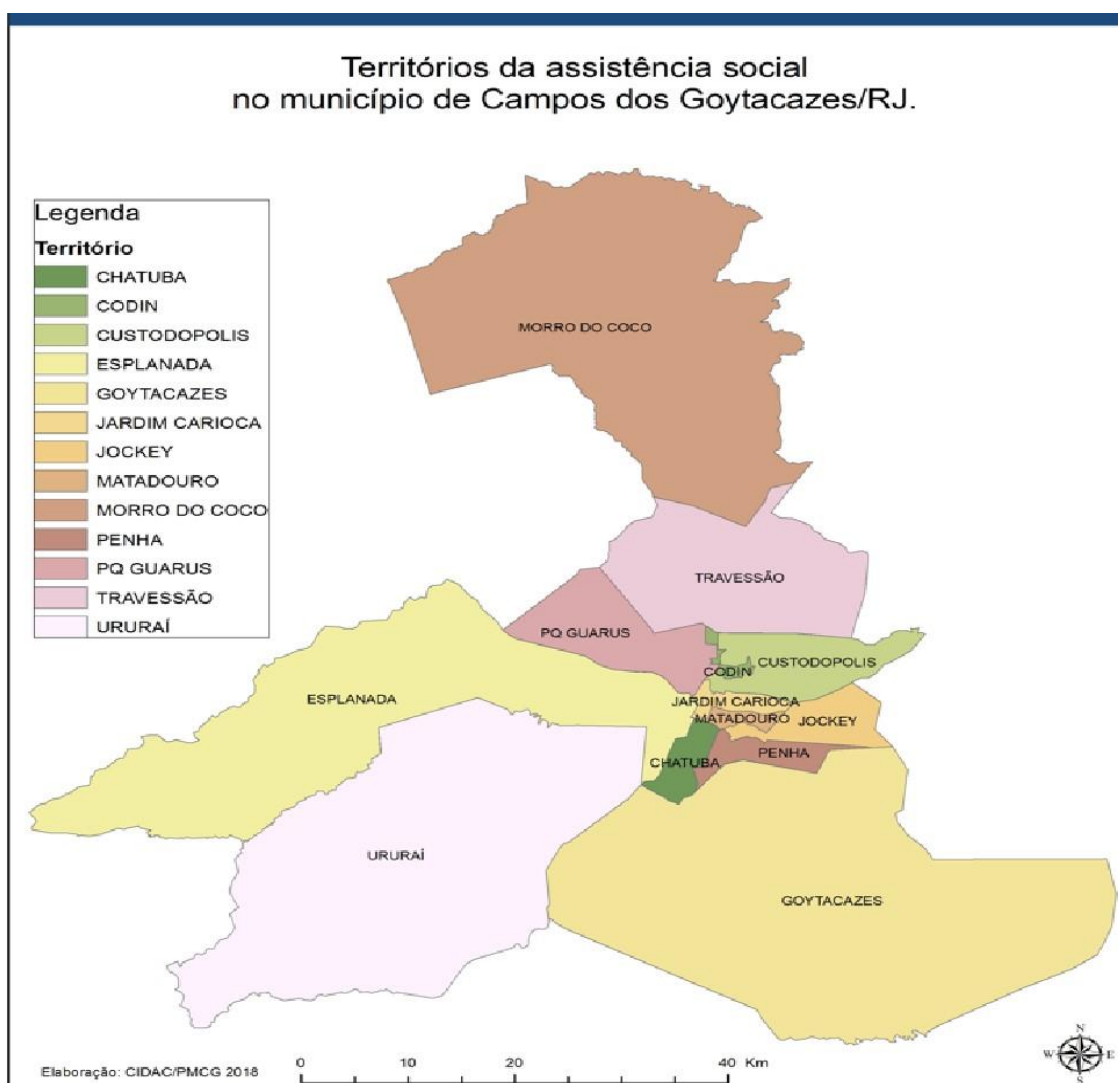 Territórios da assistência social
no município de Campos dos Goytacazes/RJ.
Legenda
Território
CHATUBA
CODIN
CUSTODOPOLIS
ESPLANADA
GOYTACAZES
JARDIM CARIOCA
JOCKEY
MATADOURO
MORRO DO COCO
PENHA
PQ GUARUS
TRAVESSÃO
URURAÍ
MORRO DO COCO
TRAVESSÃO
PQ GUARUS
CUSTODOPOLIS
CODIN
ESPLANADA
JARDIM CARIOCA
MATADOURO
JOCKEY
PENHA
CHATUBA
URURAÍ
GOYTACAZES
Elaboração: CIDAC/PMCG 2018
0 10 20 40 Km
N
W E
S